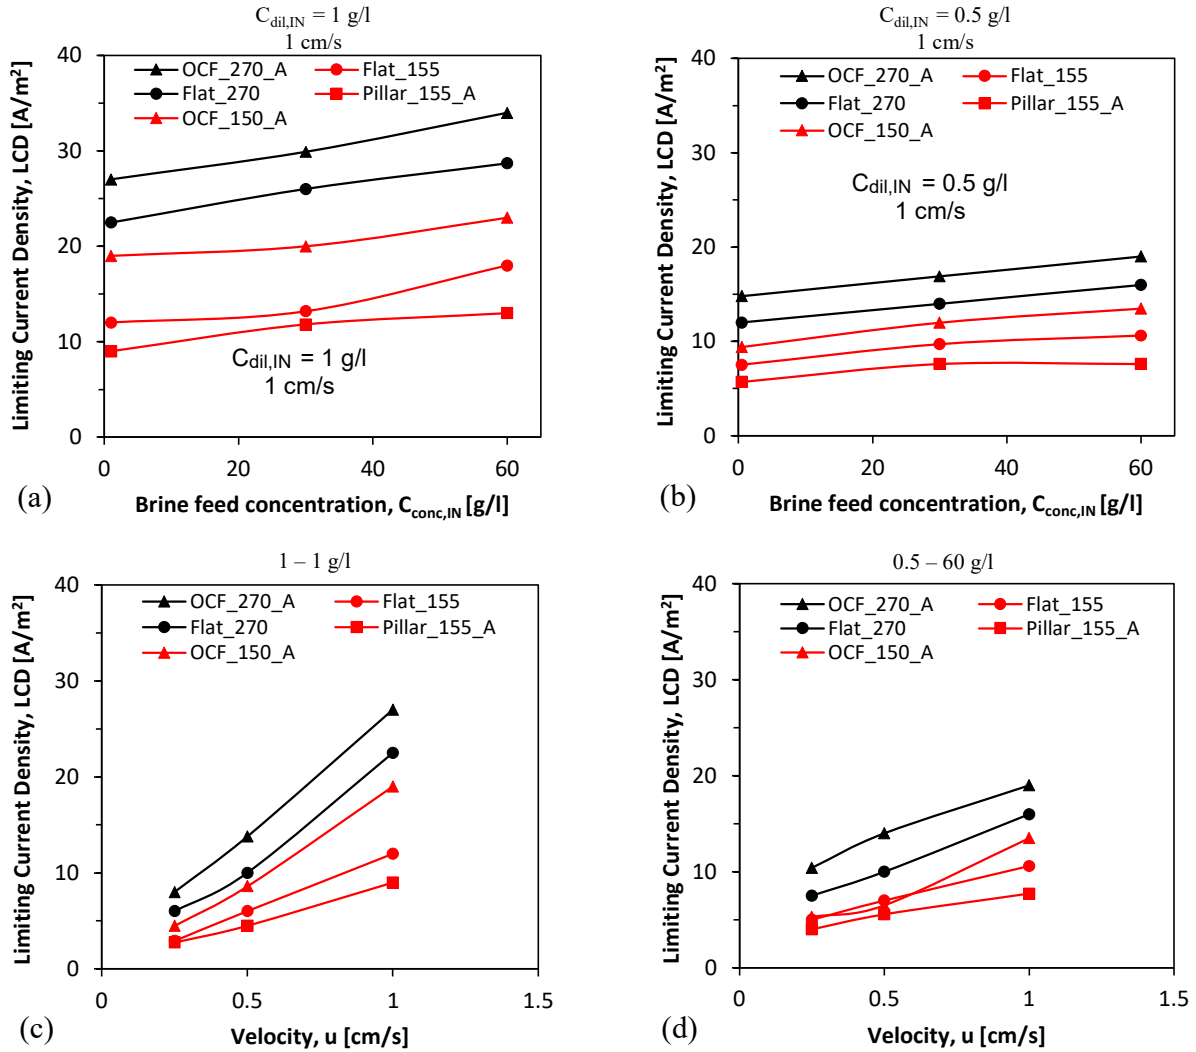 C_dil,IN = 1 g/l
1 cm/s
40
30
20
10
0
Limiting Current Density, LCD [A/m²]
OCF_270_A
Flat_155
Flat_270
Pillar_155_A
OCF_150_A
C_dil,IN = 1 g/l
1 cm/s
0 20 40 60
Brine feed concentration, C_conc,IN [g/l]
(a)
C_dil,IN = 0.5 g/l
1 cm/s
40
30
20
10
0
Limiting Current Density, LCD [A/m²]
OCF_270_A
Flat_155
Flat_270
Pillar_155_A
OCF_150_A
C_dil,IN = 0.5 g/l
1 cm/s
0 20 40 60
Brine feed concentration, C_conc,IN [g/l]
(b)
1 – 1 g/l
40
30
20
10
0
Limiting Current Density, LCD [A/m²]
OCF_270_A
Flat_155
Flat_270
Pillar_155_A
OCF_150_A
0 0.5 1 1.5
Velocity, u [cm/s]
(c)
0.5 – 60 g/l
40
30
20
10
0
Limiting Current Density, LCD [A/m²]
OCF_270_A
Flat_155
Flat_270
Pillar_155_A
OCF_150_A
0 0.5 1 1.5
Velocity, u [cm/s]
(d)